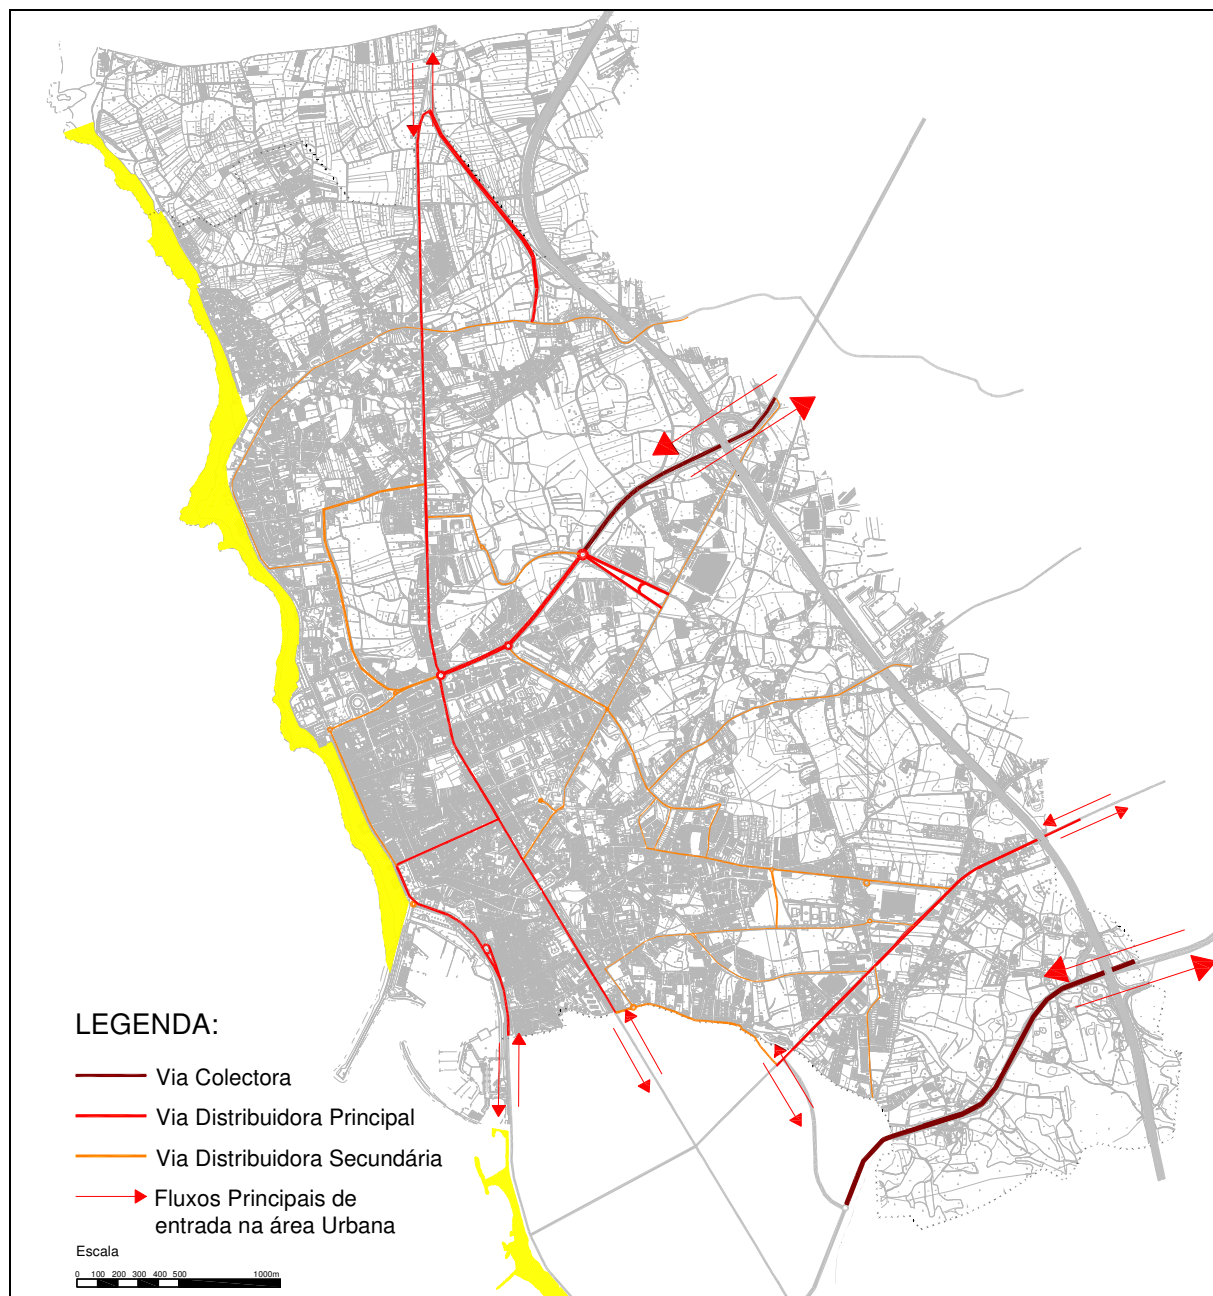 LEGENDA:
Via Colectora
Via Distribuidora Principal
Via Distribuidora Secundária
Fluxos Principais de
entrada na área Urbana
Escala
0 100 200 300 400 500 1000m